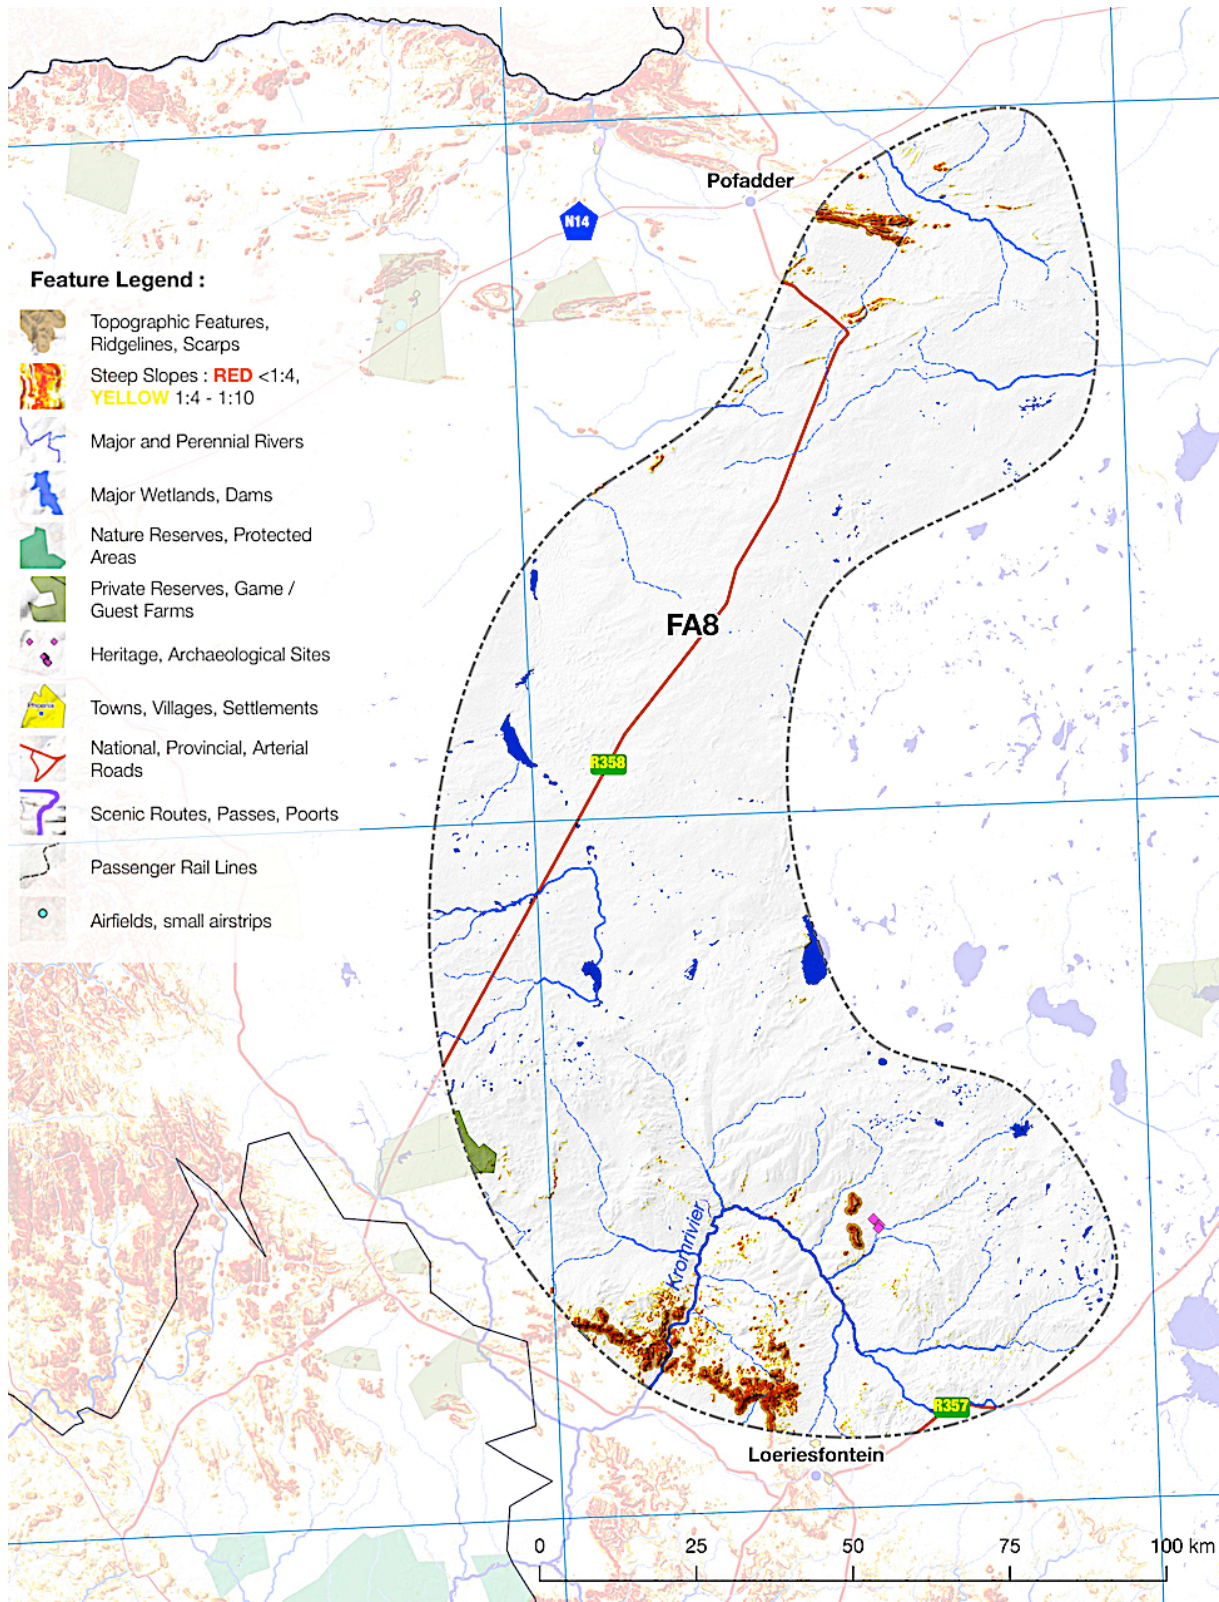 Pofadder
N14
Feature Legend :
Topographic Features,
Ridgelines, Scarps
Steep Slopes : RED <1:4,
YELLOW 1:4 - 1:10
Major and Perennial Rivers
Major Wetlands, Dams
Nature Reserves, Protected
Areas
Private Reserves, Game /
Guest Farms
Heritage, Archaeological Sites
Towns, Villages, Settlements
National, Provincial, Arterial
Roads
Scenic Routes, Passes, Poorts
Passenger Rail Lines
Airfields, small airstrips
FA8
R358
Kromrivier
R357
Loeriesfontein
0 25 50 75 100 km